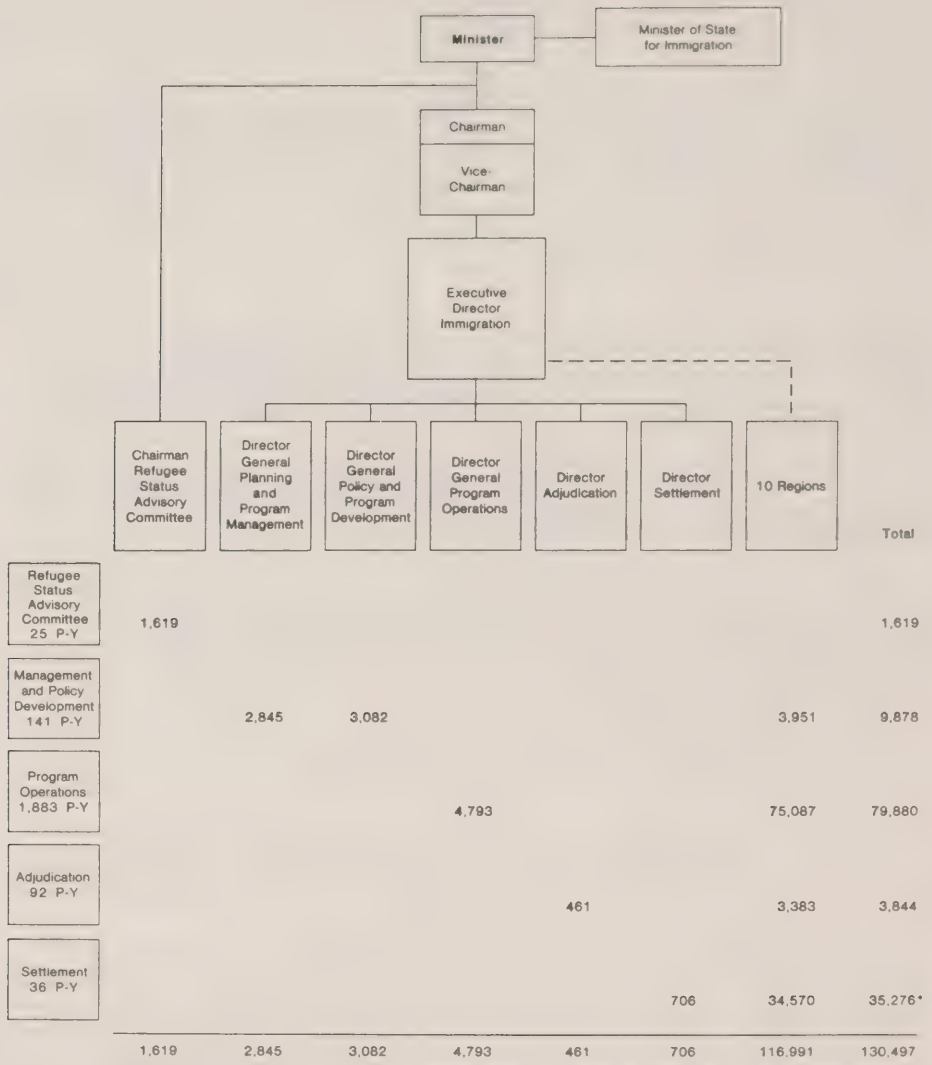 Minister
Minister of State
for Immigration
Chairman
Vice-
Chairman
Executive
Director
Immigration
Chairman
Refugee
Status
Advisory
Committee
Director
General
Planning
and
Program
Management
Director
General
Policy and
Program
Development
Director
General
Program
Operations
Director
Adjudication
Director
Settlement
10 Regions
Total
Refugee
Status
Advisory
Committee
25 P-Y
1,619 1,619
Management
and Policy
Development
141 P-Y
2,845 3,082 3,951 9,878
Program
Operations
1,883 P-Y
4,793 75,087 79,880
Adjudication
92 P-Y
461 3,383 3,844
Settlement
36 P-Y
706 34,570 35,276*
1,619 2,845 3,082 4,793 461 706 116,991 130,497